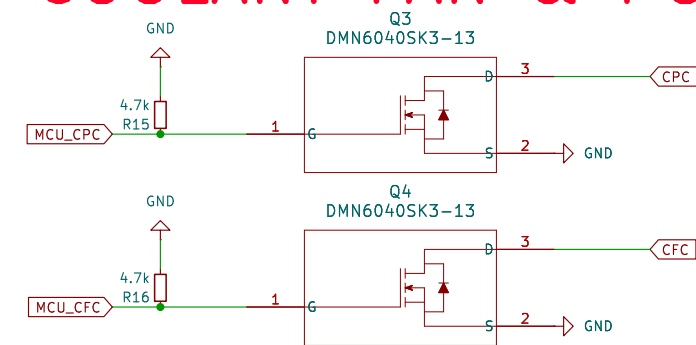 Q3
DMN6040SK3-13
GND
D 3
CPC
4.7k
R15
MCU_CPC
1
G
S 2
GND
Q4
DMN6040SK3-13
GND
D 3
CFC
4.7k
R16
MCU_CFC
1
G
S 2
GND